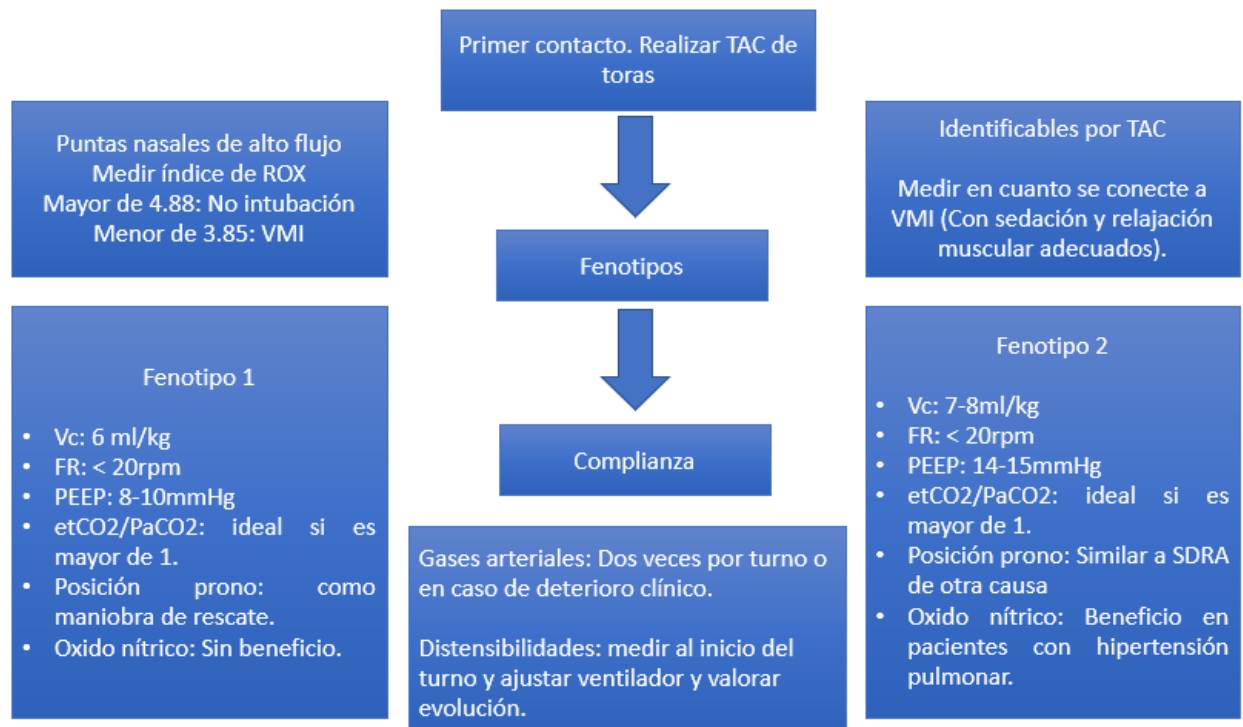 Primer contacto. Realizar TAC de
toras
Puntas nasales de alto flujo
Medir índice de ROX
Mayor de 4.88: No intubación
Menor de 3.85: VMI
Identificables por TAC
Medir en cuanto se conecte a
VMI (Con sedación y relajación
muscular adecuados).
Fenotipos
Fenotipo 1
• Vc: 6 ml/kg
• FR: < 20rpm
• PEEP: 8-10mmHg
• etCO2/PaCO2: ideal si es
mayor de 1.
• Posición prono: como
maniobra de rescate.
• Oxido nítrico: Sin beneficio.
Complianza
Gases arteriales: Dos veces por turno o
en caso de deterioro clínico.
Distensibilidades: medir al inicio del
turno y ajustar ventilador y valorar
evolución.
Fenotipo 2
• Vc: 7-8ml/kg
• FR: < 20rpm
• PEEP: 14-15mmHg
• etCO2/PaCO2: ideal si es
mayor de 1.
• Posición prono: Similar a SDRA
de otra causa
• Oxido nítrico: Beneficio en
pacientes con hipertensión
pulmonar.